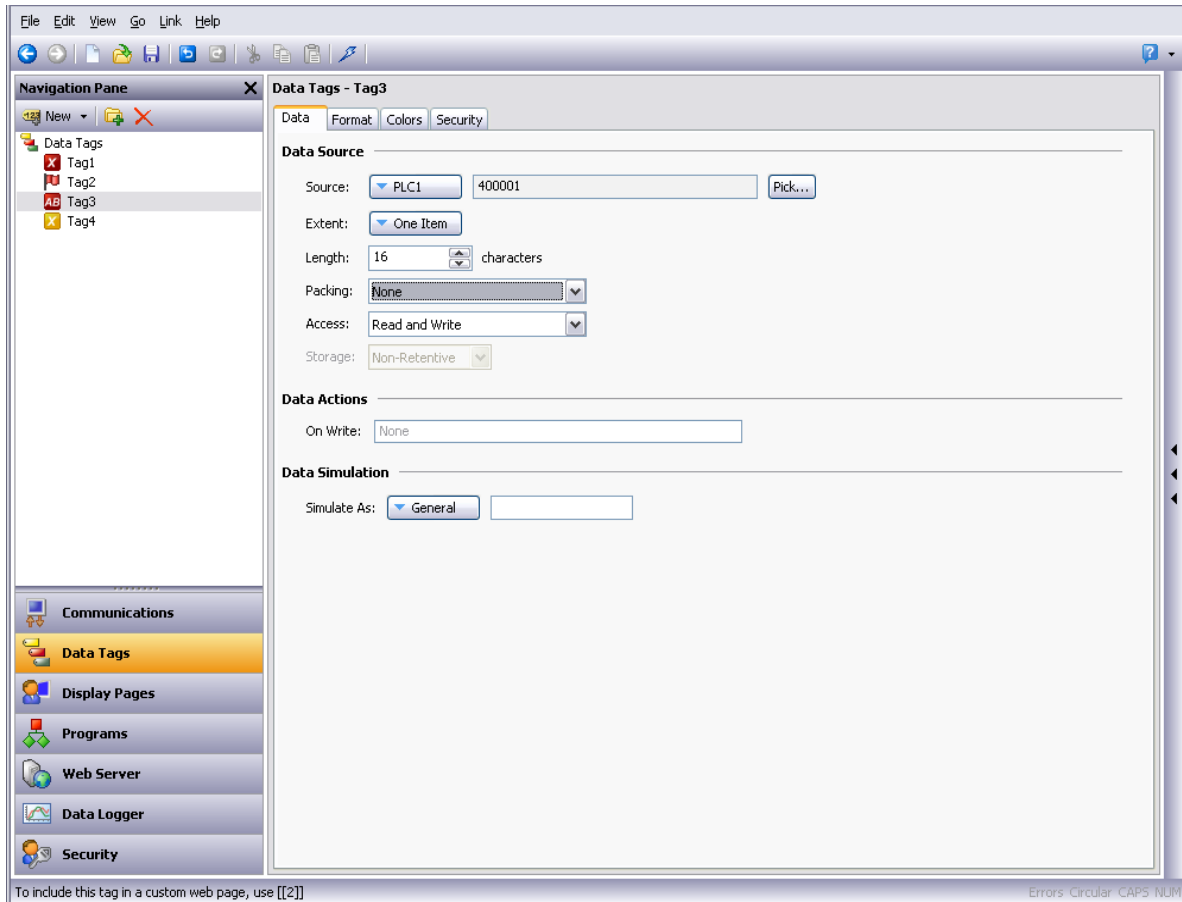 File Edit View Go Link Help
Navigation Pane
New
Data Tags
Tag1
Tag2
Tag3
Tag4
Communications
Data Tags
Display Pages
Programs
Web Server
Data Logger
Security
Data Tags - Tag3
Data Format Colors Security
Data Source
Source: PLC1 400001 Pick...
Extent: One Item
Length: 16 characters
Packing: None
Access: Read and Write
Storage: Non-Retentive
Data Actions
On Write: None
Data Simulation
Simulate As: General
To include this tag in a custom web page, use [[2]]
Errors Circular CAPS NUM